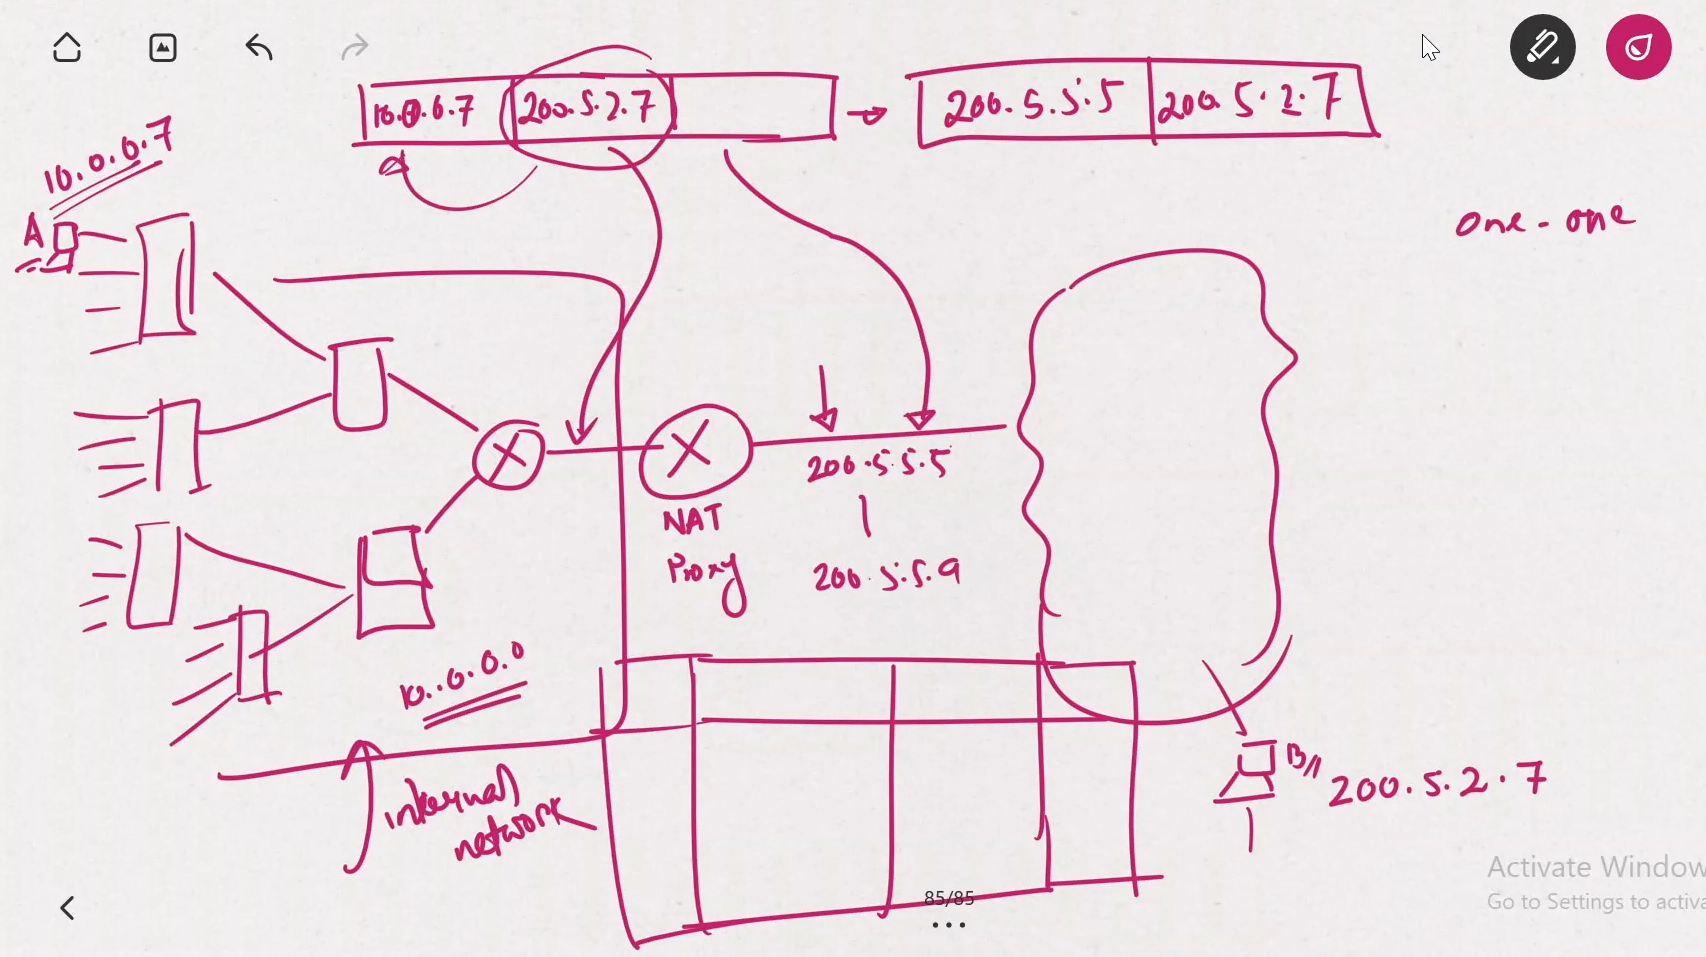 10.0.0.7 200.5.2.7 → 200.5.5.5 200.5.2.7
10.0.0.7
A
one - one
200.5.5.5
NAT
Proxy
200.5.5.9
10.0.0.0
internal
network
B
200.5.2.7
85/85
Activate Window
Go to Settings to activa